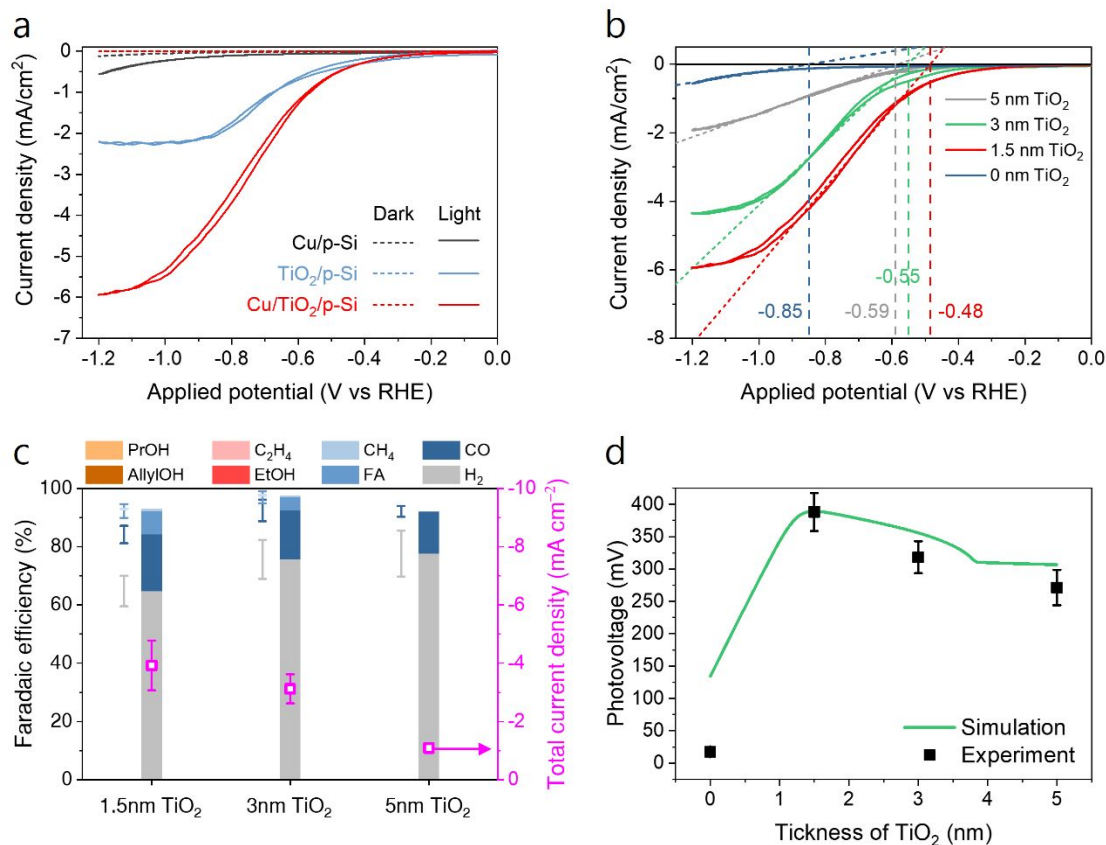 a
0
-1
-2
-3
-4
-5
-6
-7
Current density (mA/cm²)
Dark Light
Cu/p-Si
TiO₂/p-Si
Cu/TiO₂/p-Si
-1.2 -1.0 -0.8 -0.6 -0.4 -0.2 0.0
Applied potential (V vs RHE)
b
0
-2
-4
-6
-8
Current density (mA/cm²)
5 nm TiO₂
3 nm TiO₂
1.5 nm TiO₂
0 nm TiO₂
-0.55
-0.85 -0.59 -0.48
-1.2 -1.0 -0.8 -0.6 -0.4 -0.2 0.0
Applied potential (V vs RHE)
c
PrOH C₂H₄ CH₄ CO
AllylOH EtOH FA H₂
100
80
60
40
20
0
Faradaic efficiency (%)
-10
-8
-6
-4
-2
0
Total current density (mA cm⁻²)
1.5nm TiO₂ 3nm TiO₂ 5nm TiO₂
d
400
350
300
250
200
150
100
50
0
Photovoltage (mV)
Simulation
Experiment
0 1 2 3 4 5
Tickness of TiO₂ (nm)